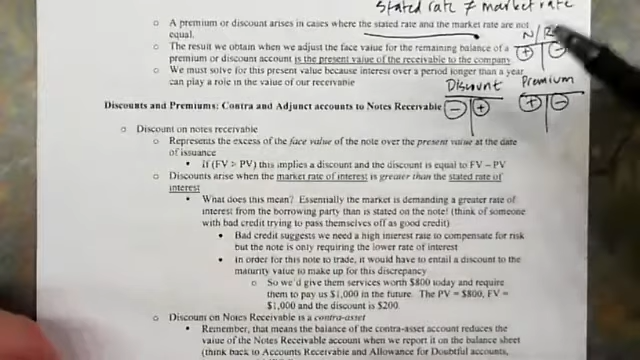 stated rate ≠ market rate
○ A premium or discount arises in cases where the stated rate and the market rate are not
equal.
N/R
+ −
○ The result we obtain when we adjust the face value for the remaining balance of a
premium or discount account is the present value of the receivable to the company
○ We must solve for this present value because interest over a period longer than a year
can play a role in the value of our receivable
Discount Premium
− + + −
Discounts and Premiums: Contra and Adjunct accounts to Notes Receivable
○ Discount on notes receivable
○ Represents the excess of the face value of the note over the present value at the date
of issuance
▪ If (FV > PV) this implies a discount and the discount is equal to FV – PV
○ Discounts arise when the market rate of interest is greater than the stated rate of
interest
▪ What does this mean? Essentially the market is demanding a greater rate of
interest from the borrowing party than is stated on the note! (think of someone
with bad credit trying to pass themselves off as good credit)
▪ Bad credit suggests we need a high interest rate to compensate for risk
but the note is only requiring the lower rate of interest
▪ In order for this note to trade, it would have to entail a discount to the
maturity value to make up for this discrepancy
○ So we'd give them services worth $800 today and require
them to pay us $1,000 in the future. The PV = $800, FV =
$1,000 and the discount is $200.
○ Discount on Notes Receivable is a contra-asset
▪ Remember, that means the balance of the contra-asset account reduces
the value of the Notes Receivable account when we report it on the balance sheet
(think back to Accounts Receivable and Allowance for Doubtful accounts,